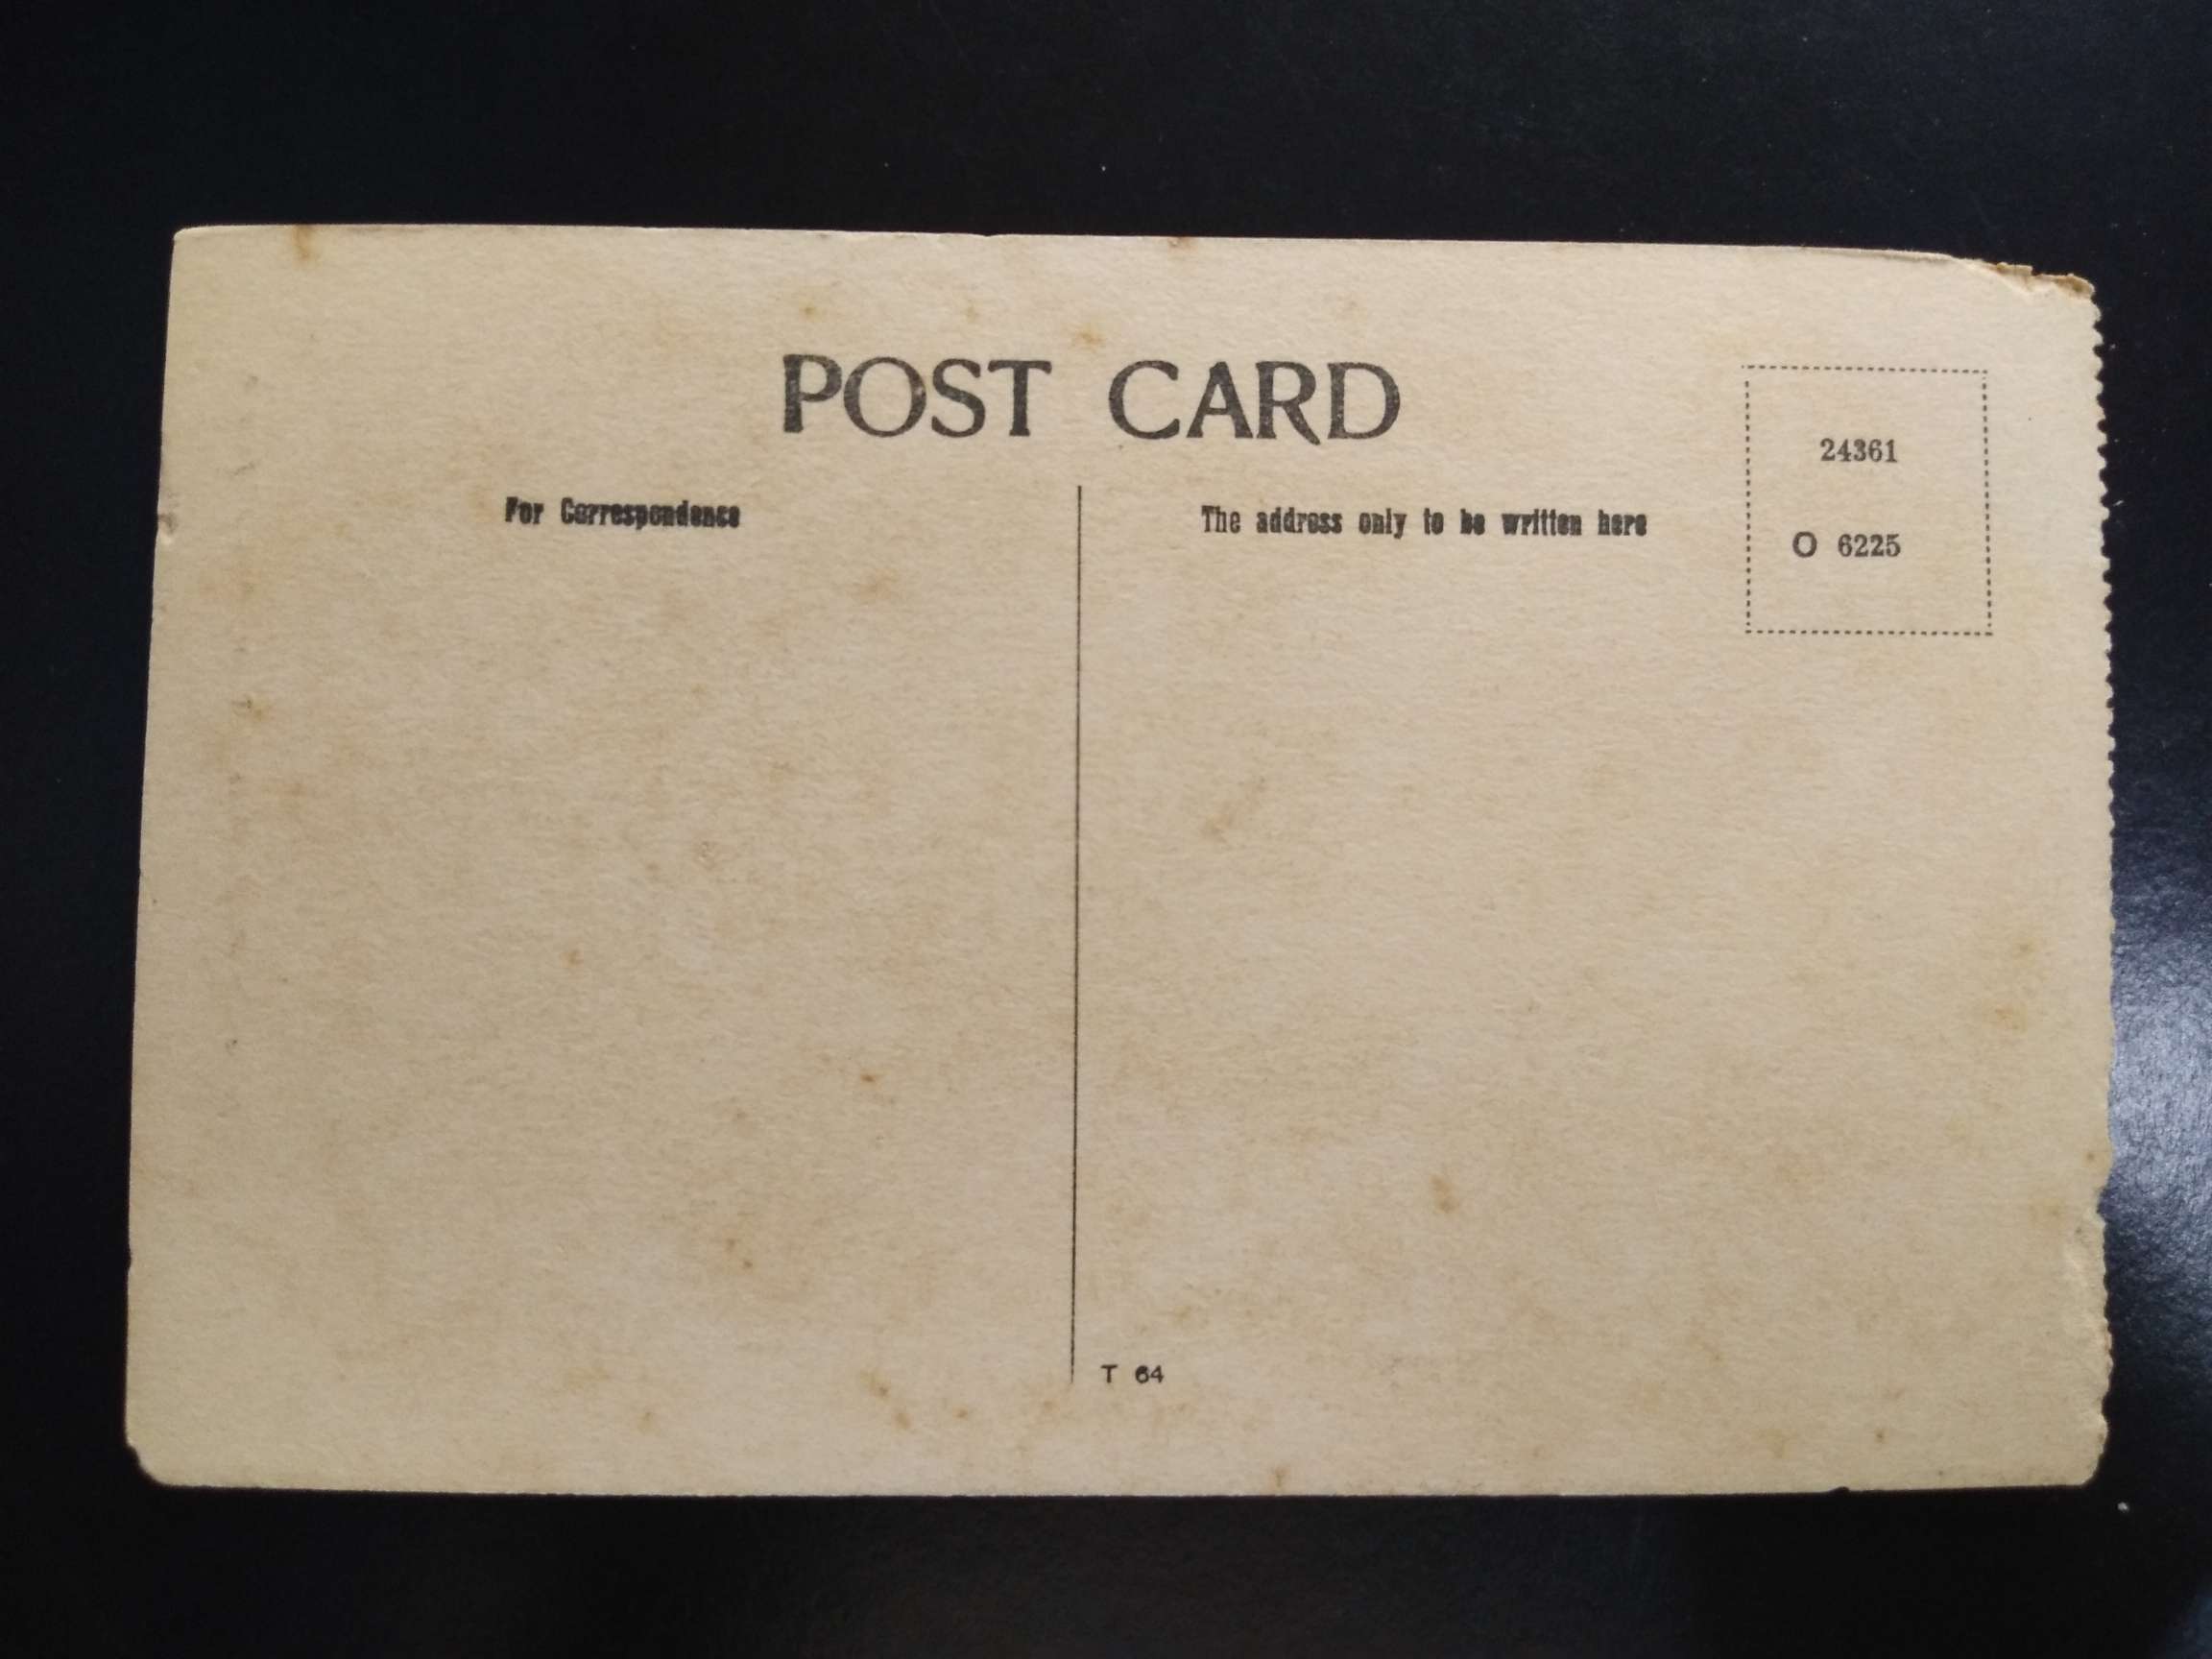 POST CARD
For Correspondence
The address only to be written here
24361
O 6225
T 64